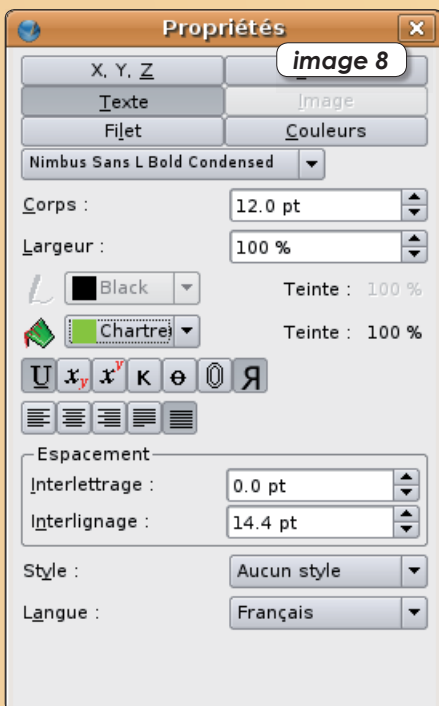 Propriétés
image 8
X, Y, Z
Texte Image
Filet Couleurs
Nimbus Sans L Bold Condensed
Corps : 12.0 pt
Largeur : 100 %
Black Teinte : 100 %
Chartre Teinte : 100 %
U x y x y K O O Я
Espacement
Interlettrage : 0.0 pt
Interlignage : 14.4 pt
Style : Aucun style
Langue : Français